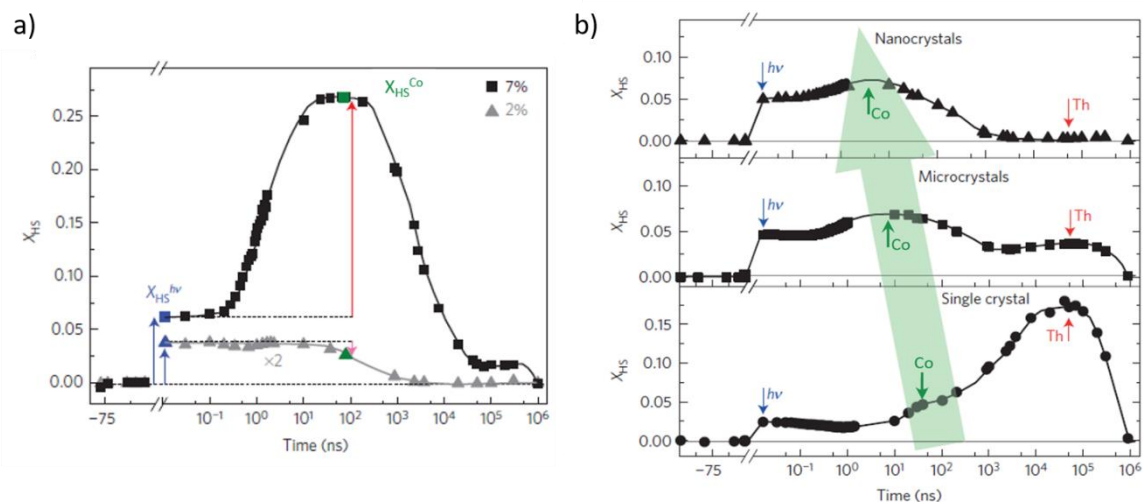 a)
X_HS
0.25
0.20
0.15
0.10
0.05
0.00
X_HS^Co
7%
2%
X_HS^hν
×2
−75
10^−1
10^0
10^1
10^2
10^3
10^4
10^5
10^6
Time (ns)
b)
Nanocrystals
X_HS
0.10
0.05
0.00
hν
Co
Th
Microcrystals
X_HS
0.10
0.05
0.00
hν
Co
Th
Single crystal
X_HS
0.15
0.10
0.05
0.00
hν
Co
Th
−75
10^−1
10^0
10^1
10^2
10^3
10^4
10^5
10^6
Time (ns)